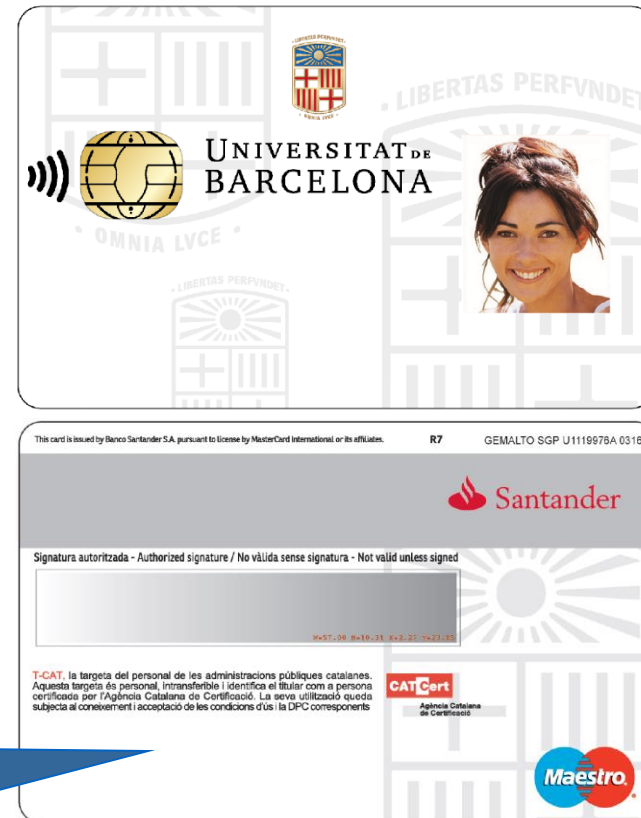 LIBERTAS PERFVNDET
OMNIA LVCE
UNIVERSITAT DE
BARCELONA
· LIBERTAS PERFVNDET
· OMNIA LVCE ·
· LIBERTAS PERFVNDET·
This card is issued by Banco Santander S.A. pursuant to license by MasterCard International or its affiliates.
R7
GEMALTO SGP U1119976A 0316
Santander
Signatura autoritzada - Authorized signature / No vàlida sense signatura - Not valid unless signed
T-CAT, la targeta del personal de les administracions públiques catalanes.
Aquesta targeta és personal, intransferible i identifica el titular com a persona
certificada per l'Agència Catalana de Certificació. La seva utilització queda
subjecta al coneixement i acceptació de les condicions d'ús i la DPC corresponents
CATCert
Agència Catalana
de Certificació
Maestro